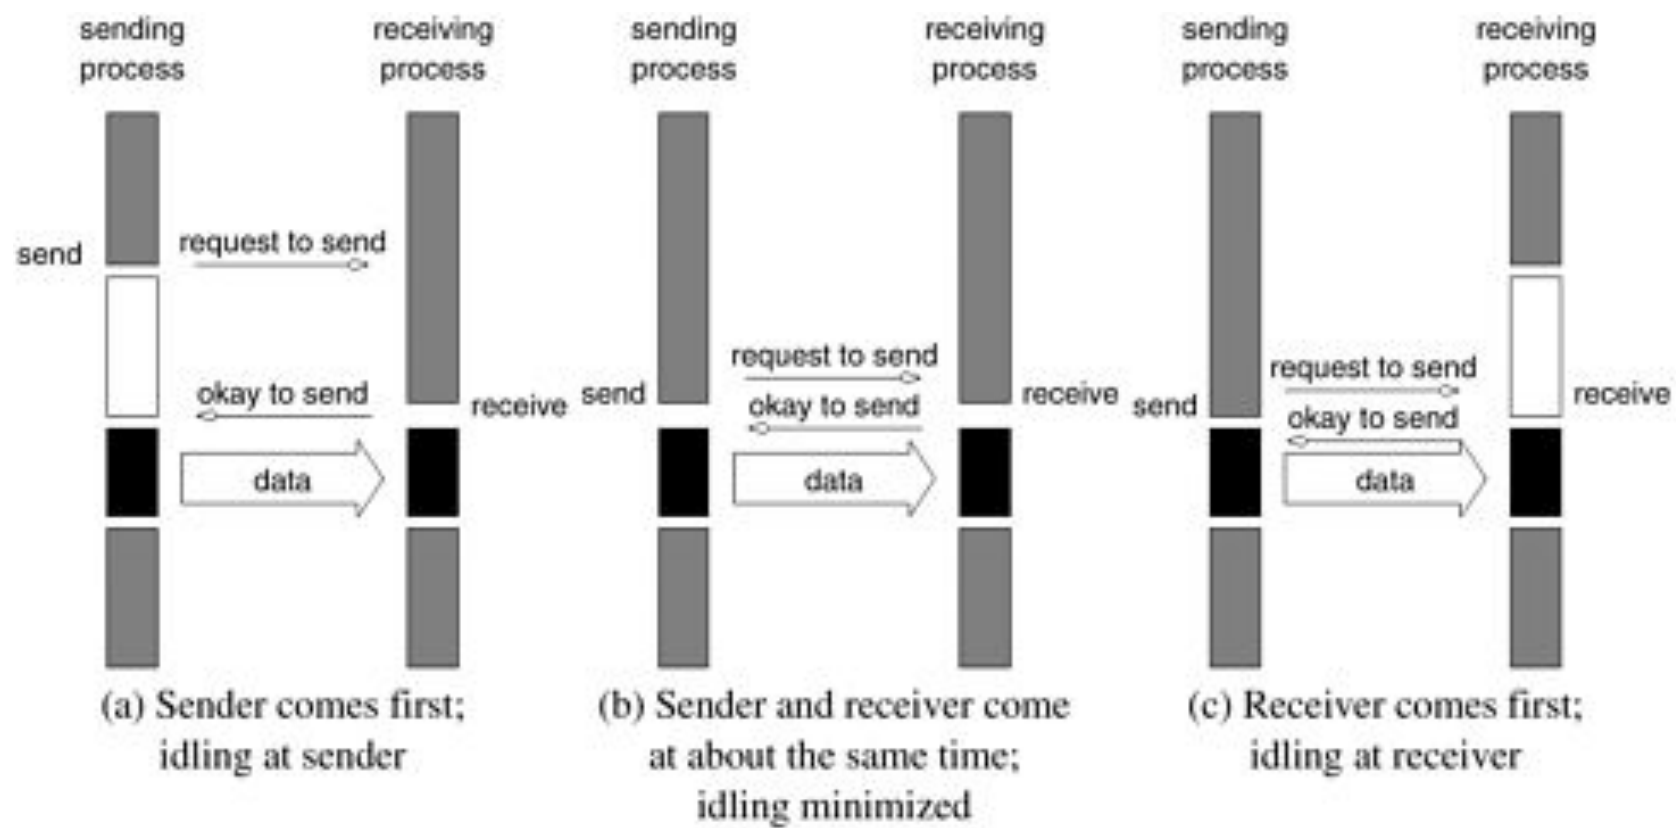 sending
process
receiving
process
send
request to send
okay to send
receive
data
(a) Sender comes first;
idling at sender
sending
process
receiving
process
request to send
send
okay to send
receive
data
(b) Sender and receiver come
at about the same time;
idling minimized
sending
process
receiving
process
request to send
send
okay to send
receive
data
(c) Receiver comes first;
idling at receiver